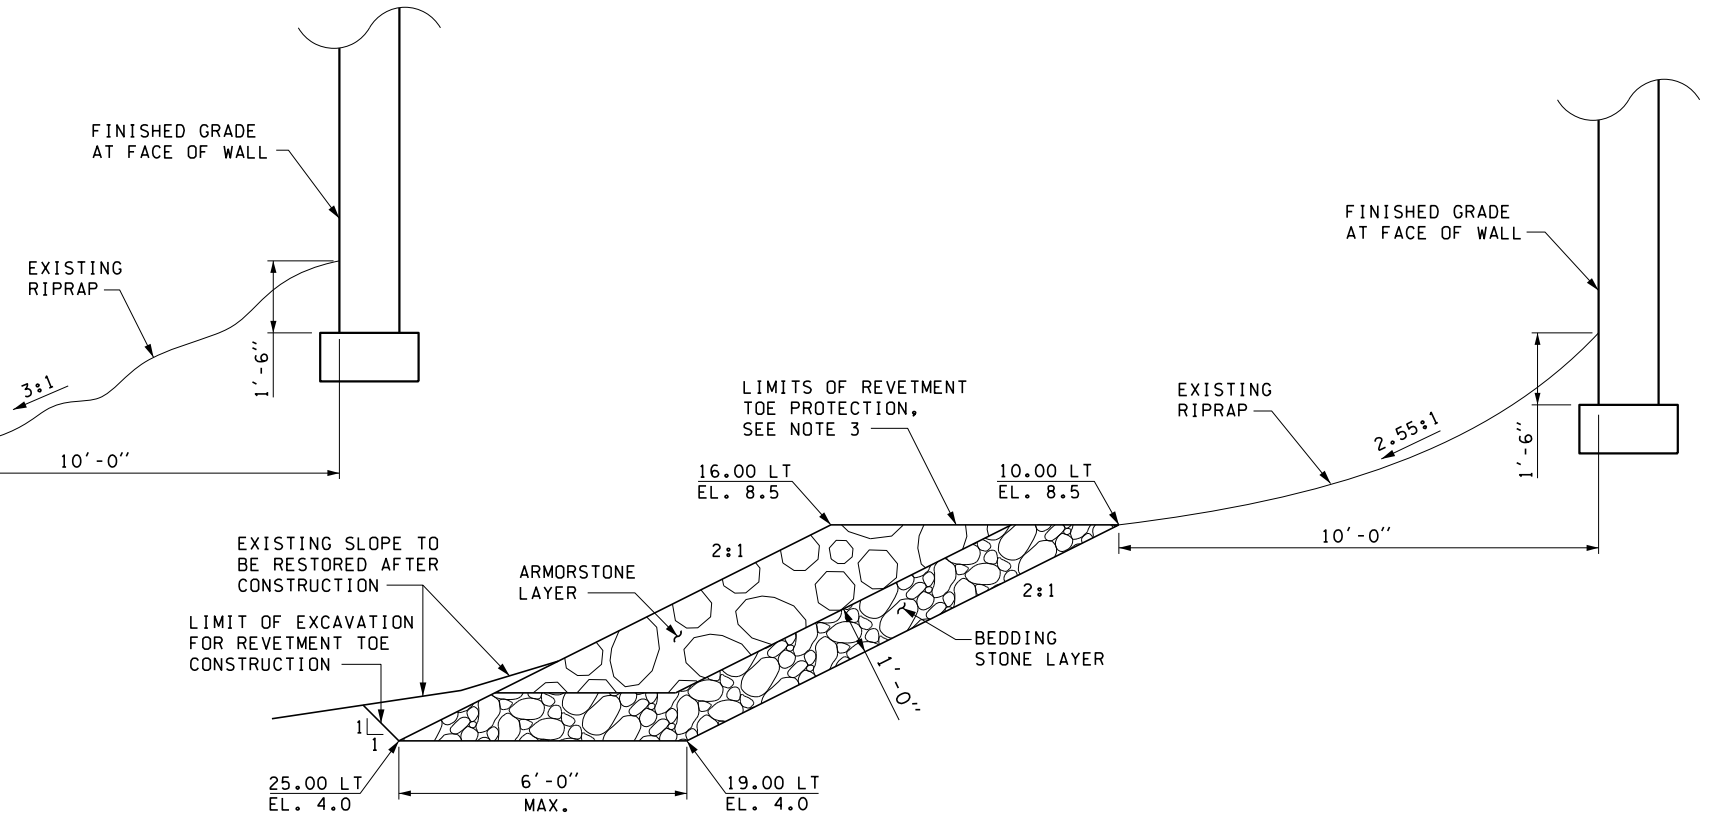 FINISHED GRADE
AT FACE OF WALL
EXISTING
RIPRAP
3:1
1'-6"
10'-0"
FINISHED GRADE
AT FACE OF WALL
EXISTING
RIPRAP
2.55:1
1'-6"
10'-0"
LIMITS OF REVETMENT
TOE PROTECTION,
SEE NOTE 3
16.00 LT
EL. 8.5
10.00 LT
EL. 8.5
EXISTING SLOPE TO
BE RESTORED AFTER
CONSTRUCTION
2:1
ARMORSTONE
LAYER
2:1
LIMIT OF EXCAVATION
FOR REVETMENT TOE
CONSTRUCTION
BEDDING
STONE LAYER
1'-0"
1
1
25.00 LT
EL. 4.0
6'-0"
MAX.
19.00 LT
EL. 4.0